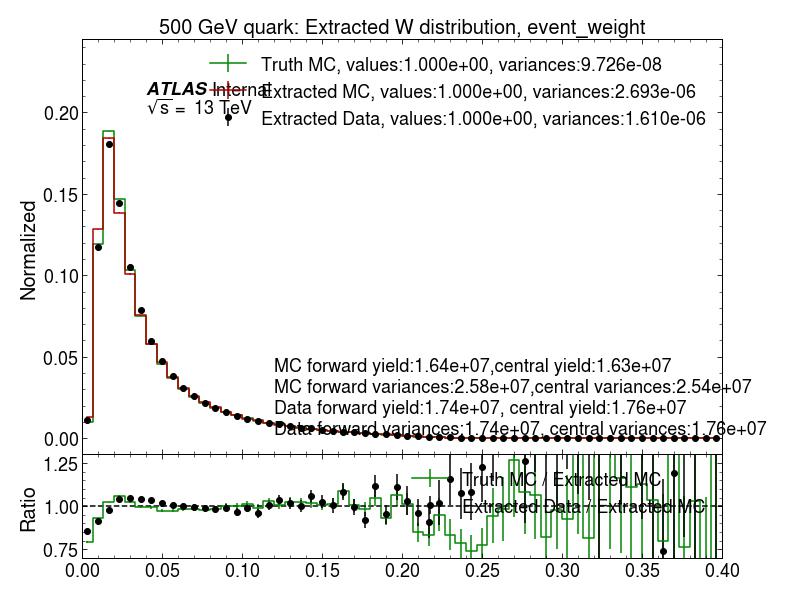 500 GeV quark: Extracted W distribution, event_weight
Truth MC, values:1.000e+00, variances:9.726e-08
ATLAS Internal
Extracted MC, values:1.000e+00, variances:2.693e-06
√s = 13 TeV
Extracted Data, values:1.000e+00, variances:1.610e-06
Normalized
0.20
0.15
0.10
0.05
0.00
MC forward yield:1.64e+07,central yield:1.63e+07
MC forward variances:2.58e+07,central variances:2.54e+07
Data forward yield:1.74e+07, central yield:1.76e+07
Data forward variances:1.74e+07, central variances:1.76e+07
Ratio
1.25
1.00
0.75
Truth MC / Extracted MC
Extracted Data / Extracted MC
0.00 0.05 0.10 0.15 0.20 0.25 0.30 0.35 0.40